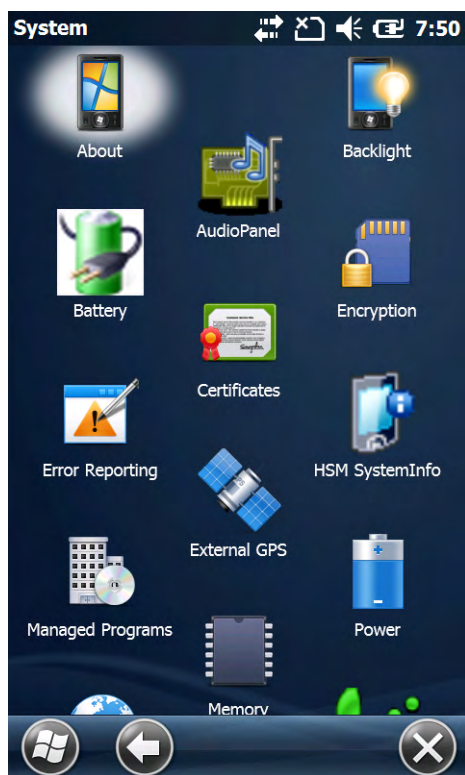 System 7:50
About
Backlight
AudioPanel
Battery
Encryption
Certificates
Error Reporting
HSM SystemInfo
External GPS
Managed Programs
Power
Memory